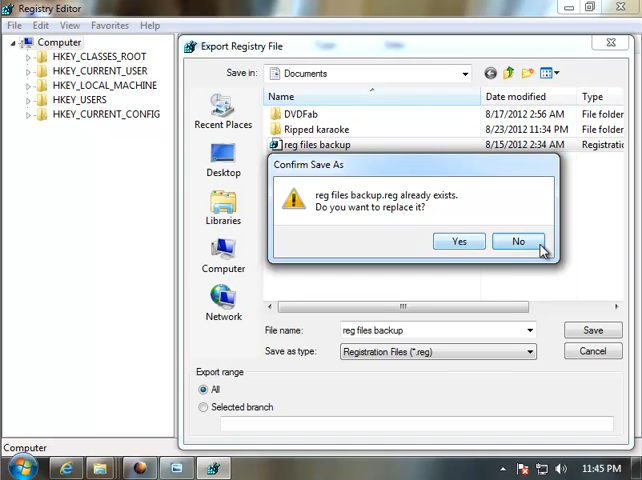 Registry Editor
File Edit View Favorites Help
Computer
HKEY_CLASSES_ROOT
HKEY_CURRENT_USER
HKEY_LOCAL_MACHINE
HKEY_USERS
HKEY_CURRENT_CONFIG
Export Registry File
Save in: Documents
Name Date modified Type
DVDFab 8/17/2012 2:56 AM File folder
Ripped karaoke 8/23/2012 11:34 PM File folder
reg files backup 8/15/2012 2:34 AM Registratio
Recent Places
Desktop
Libraries
Computer
Network
Confirm Save As
reg files backup.reg already exists.
Do you want to replace it?
Yes No
File name: reg files backup Save
Save as type: Registration Files (*.reg) Cancel
Export range
All
Selected branch
Computer
11:45 PM